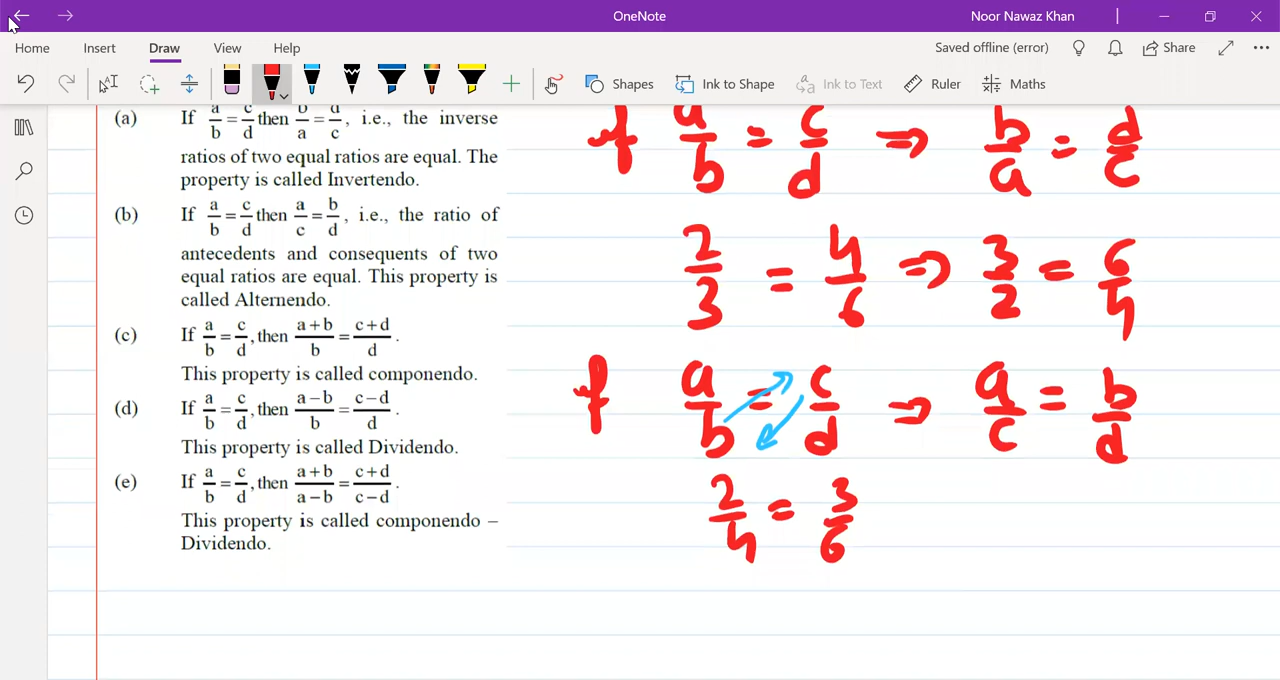 OneNote
Noor Nawaz Khan
Home Insert Draw View Help
Saved offline (error)
Share
Shapes
Ink to Shape
Ink to Text
Ruler
Maths
(a) If a/b = c/d then b/a = d/c, i.e., the inverse
ratios of two equal ratios are equal. The
property is called Invertendo.
(b) If a/b = c/d then a/c = b/d, i.e., the ratio of
antecedents and consequents of two
equal ratios are equal. This property is
called Alternendo.
(c) If a/b = c/d, then (a+b)/b = (c+d)/d.
This property is called componendo.
(d) If a/b = c/d, then (a−b)/b = (c−d)/d.
This property is called Dividendo.
(e) If a/b = c/d, then (a+b)/(a−b) = (c+d)/(c−d).
This property is called componendo –
Dividendo.
If a/b = c/d ⇒ b/a = d/c
2/3 = 4/6 ⇒ 3/2 = 6/4
If a/b = c/d ⇒ a/c = b/d
2/4 = 3/6